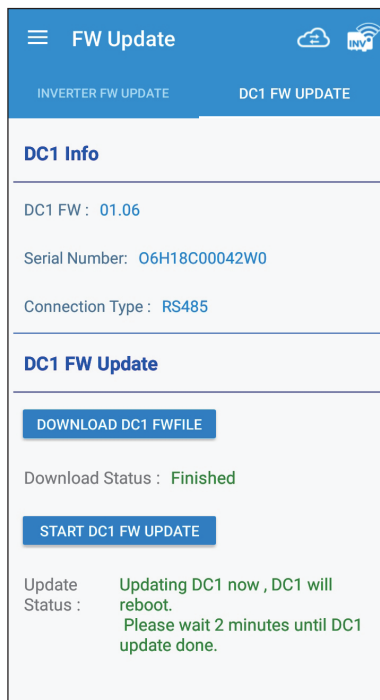 FW Update
INV
INVERTER FW UPDATE DC1 FW UPDATE
DC1 Info
DC1 FW : 01.06
Serial Number: O6H18C00042W0
Connection Type : RS485
DC1 FW Update
DOWNLOAD DC1 FWFILE
Download Status : Finished
START DC1 FW UPDATE
Update Status :
Updating DC1 now , DC1 will
reboot.
Please wait 2 minutes until DC1
update done.